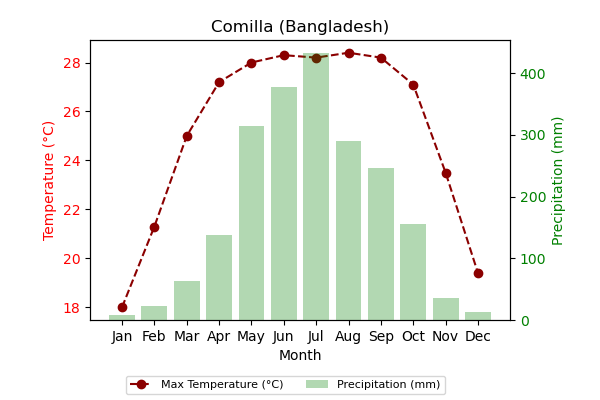 Comilla (Bangladesh)
Temperature (°C)
28
26
24
22
20
18
400
300
200
100
0
Precipitation (mm)
Jan Feb Mar Apr May Jun Jul Aug Sep Oct Nov Dec
Month
Max Temperature (°C) Precipitation (mm)